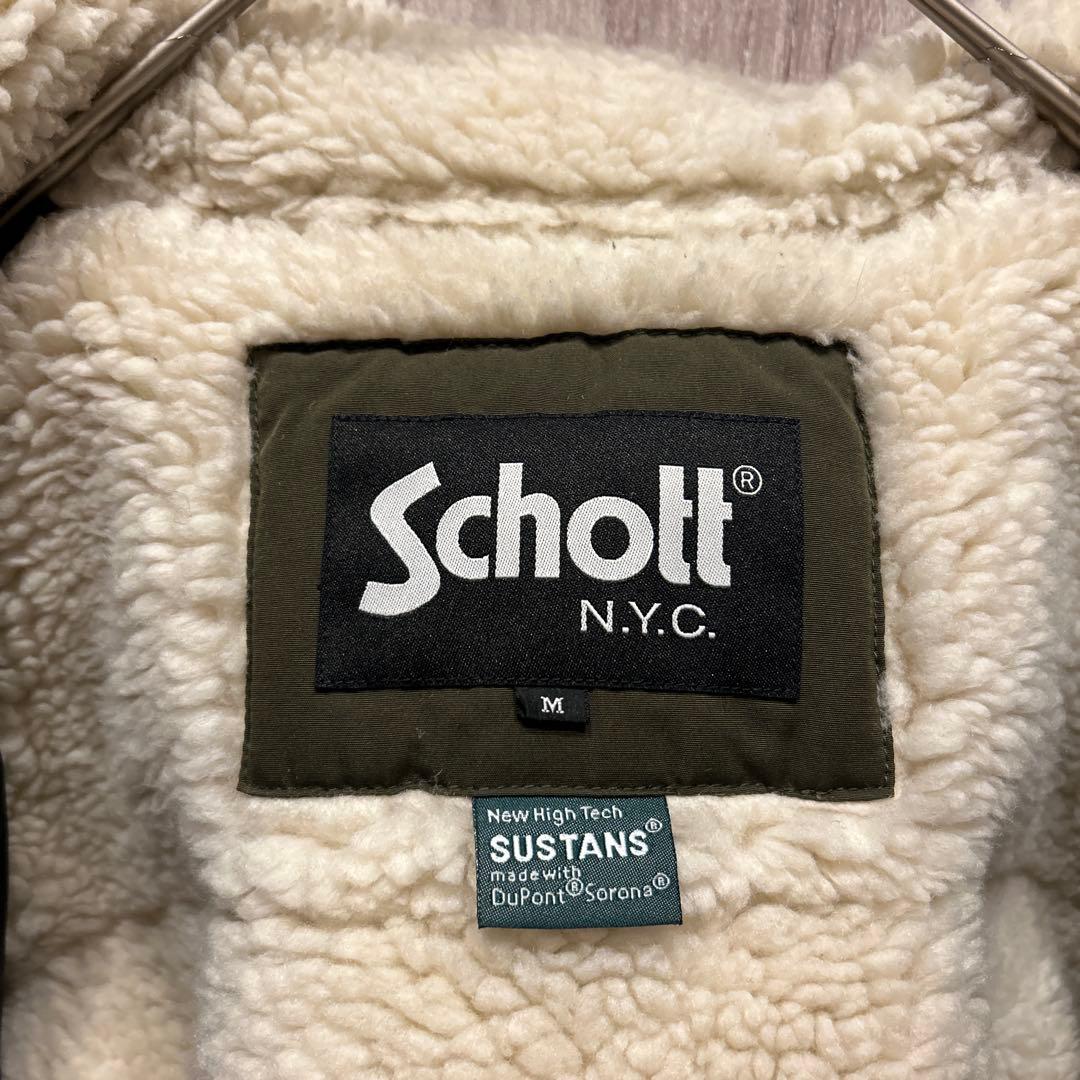 Schott®
N.Y.C.
M
New High Tech
SUSTANS®
made with
DuPont® Sorona®